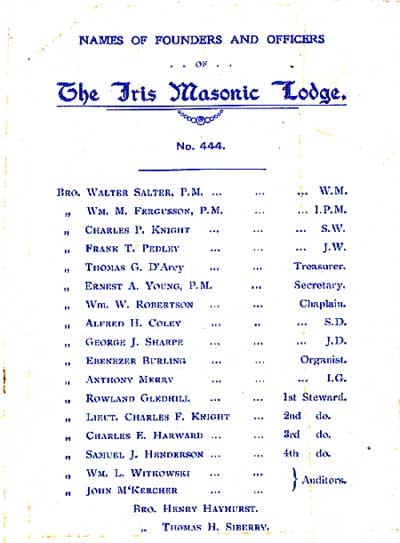 NAMES OF FOUNDERS AND OFFICERS
. . OF . .
The Iris Masonic Lodge.
No. 444.
BRO. WALTER SALTER, P.M. ... ... ... W.M.
„ WM. M. FERGUSSON, P.M. ... ... I.P.M.
„ CHARLES P. KNIGHT ... ... ... S.W.
„ FRANK T. PEDLEY ... ... ... J.W.
„ THOMAS G. D'ARCY ... ... Treasurer.
„ ERNEST A. YOUNG, P.M. ... Secretary.
„ WM. W. ROBERTSON ... ... Chaplain.
„ ALFRED H. COLEY ... .. ... S.D.
„ GEORGE J. SHARPE ... ... ... J.D.
„ EBENEZER BURLING ... ... Organist.
„ ANTHONY MERRY ... ... ... I.G.
„ ROWLAND GLEDHILL ... ... 1st Steward.
„ LIEUT. CHARLES F. KNIGHT ... 2nd do.
„ CHARLES E. HARWARD ... ... 3rd do.
„ SAMUEL J. HENDERSON ... ... 4th do.
„ WM. L. WITKOWSKI ... ...
„ JOHN M'KERCHER ... ... } Auditors.
BRO. HENRY HAYHURST.
„ THOMAS H. SIBERRY.